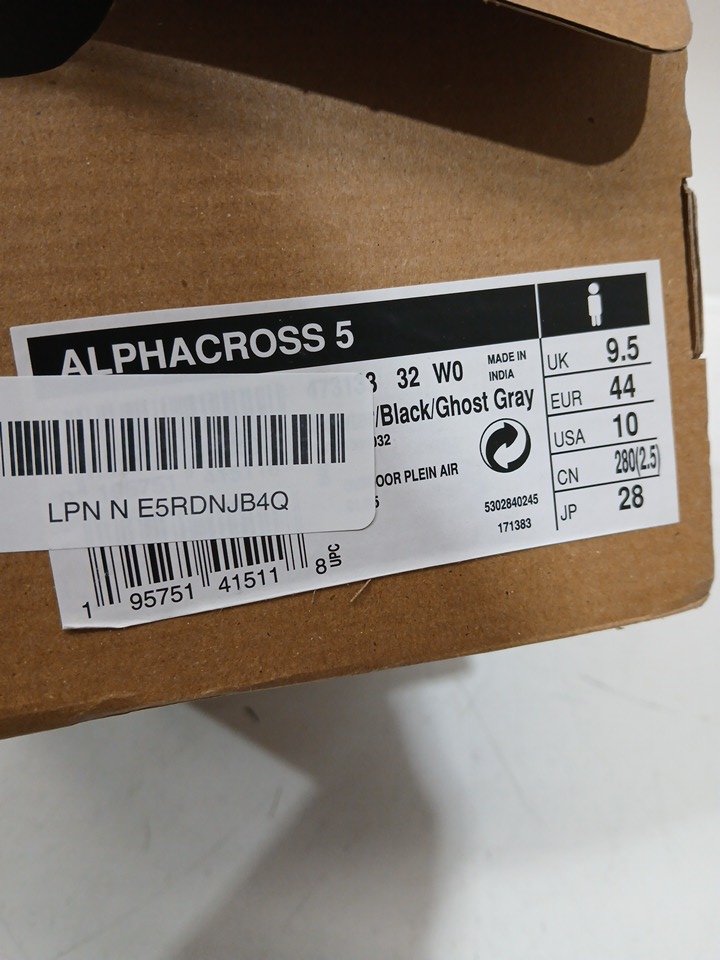 ALPHACROSS 5
32 W0
MADE IN
INDIA
/Black/Ghost Gray
OOR PLEIN AIR
5302840245
171383
UK 9.5
EUR 44
USA 10
CN 280(2.5)
JP 28
LPN N E5RDNJB4Q
1 95751 41511 8
UPC